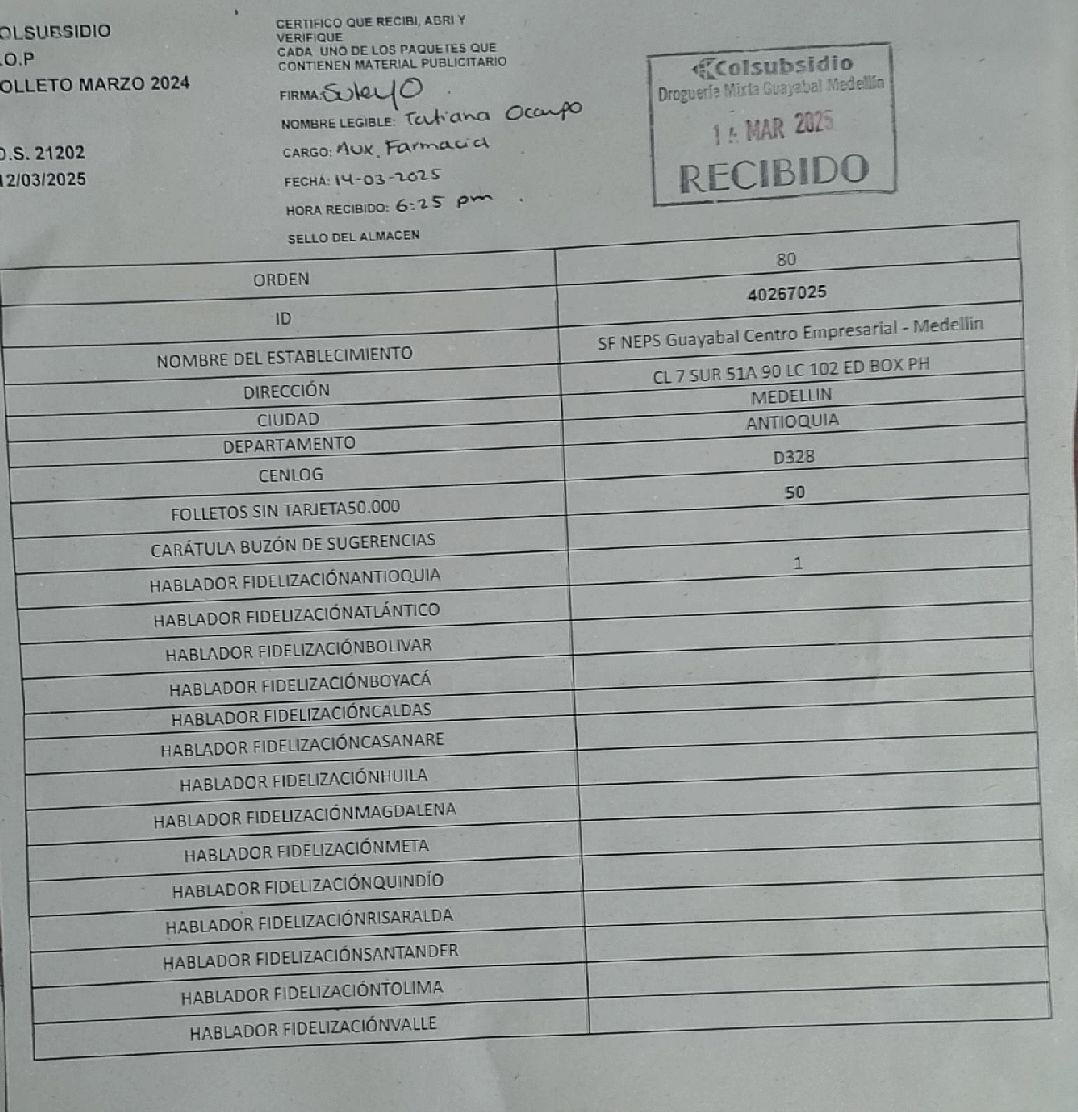 OLSUBSIDIO
.O.P
OLLETO MARZO 2024
O.S. 21202
12/03/2025
CERTIFICO QUE RECIBI, ABRI Y
VERIFIQUE
CADA UNO DE LOS PAQUETES QUE
CONTIENEN MATERIAL PUBLICITARIO
FIRMA:
NOMBRE LEGIBLE: Tatiana Ocampo
CARGO: Aux. Farmacia
FECHA: 14-03-2025
HORA RECIBIDO: 6:25 pm
SELLO DEL ALMACEN
Colsubsidio
Droguería Mixta Guayabal Medellín
MAR 2025
RECIBIDO
ORDEN 80
ID 40267025
NOMBRE DEL ESTABLECIMIENTO SF NEPS Guayabal Centro Empresarial - Medellin
DIRECCIÓN CL 7 SUR 51A 90 LC 102 ED BOX PH
CIUDAD MEDELLIN
DEPARTAMENTO ANTIOQUIA
CENLOG D328
FOLLETOS SIN TARJETA50.000 50
CARÁTULA BUZÓN DE SUGERENCIAS
HABLADOR FIDELIZACIÓNANTIOQUIA 1
HABLADOR FIDELIZACIÓNATLÁNTICO
HABLADOR FIDELIZACIÓNBOLIVAR
HABLADOR FIDELIZACIÓNBOYACÁ
HABLADOR FIDELIZACIÓNCALDAS
HABLADOR FIDELIZACIÓNCASANARE
HABLADOR FIDELIZACIÓNHUILA
HABLADOR FIDELIZACIÓNMAGDALENA
HABLADOR FIDELIZACIÓNMETA
HABLADOR FIDELIZACIÓNQUINDÍO
HABLADOR FIDELIZACIÓNRISARALDA
HABLADOR FIDELIZACIÓNSANTANDER
HABLADOR FIDELIZACIÓNTOLIMA
HABLADOR FIDELIZACIÓNVALLE